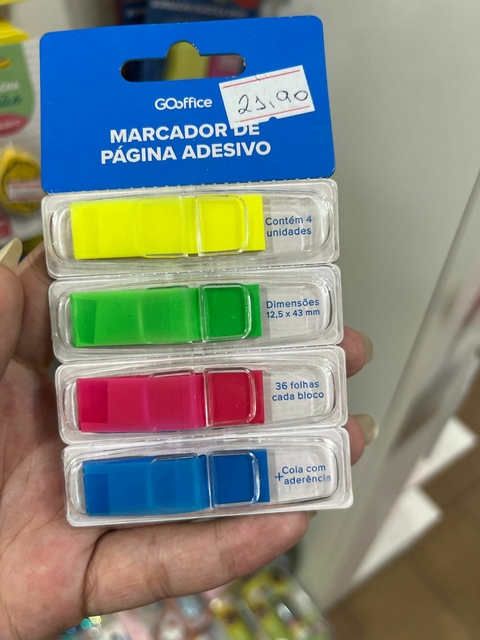 GOoffice
21,90
MARCADOR DE
PÁGINA ADESIVO
Contém 4
unidades
Dimensões
12,5 x 43 mm
36 folhas
cada bloco
+Cola com
aderência